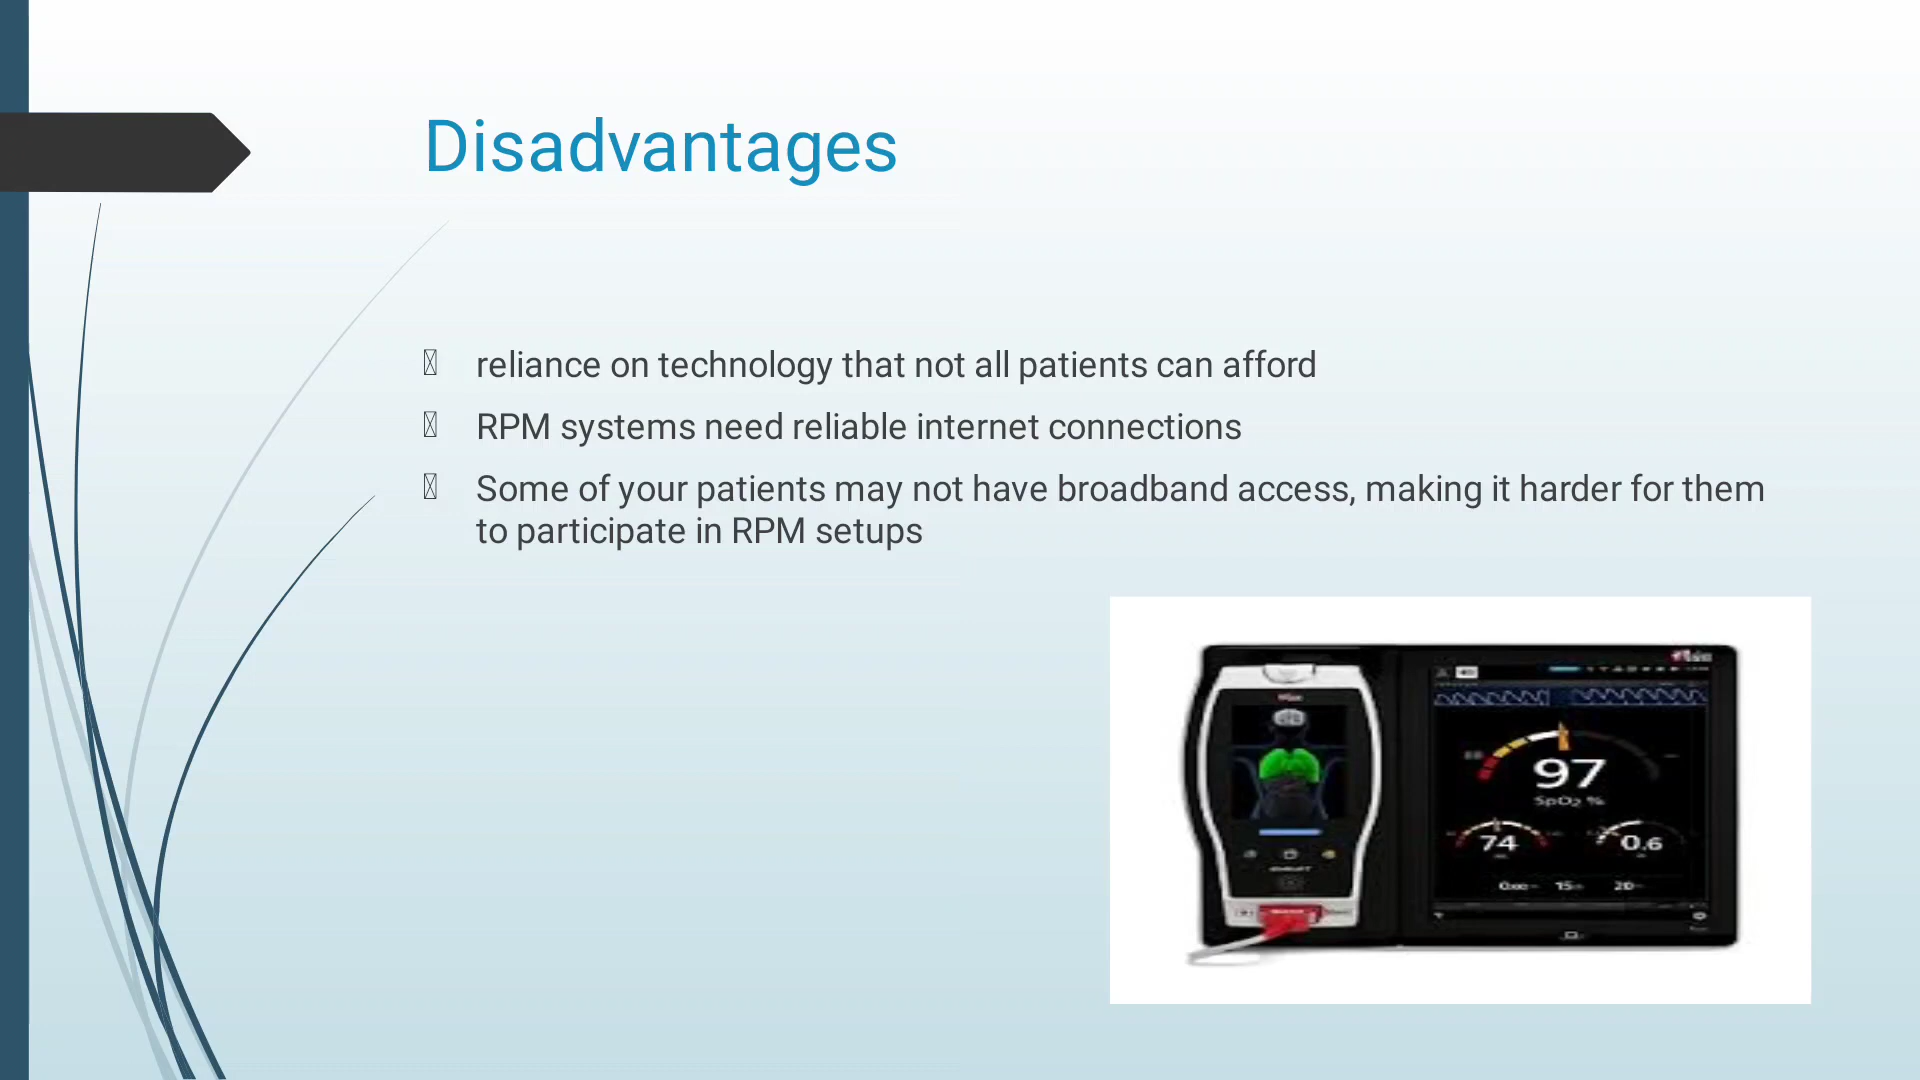 Disadvantages
reliance on technology that not all patients can afford
RPM systems need reliable internet connections
Some of your patients may not have broadband access, making it harder for them
to participate in RPM setups
97
SpO2 %
74
0.6